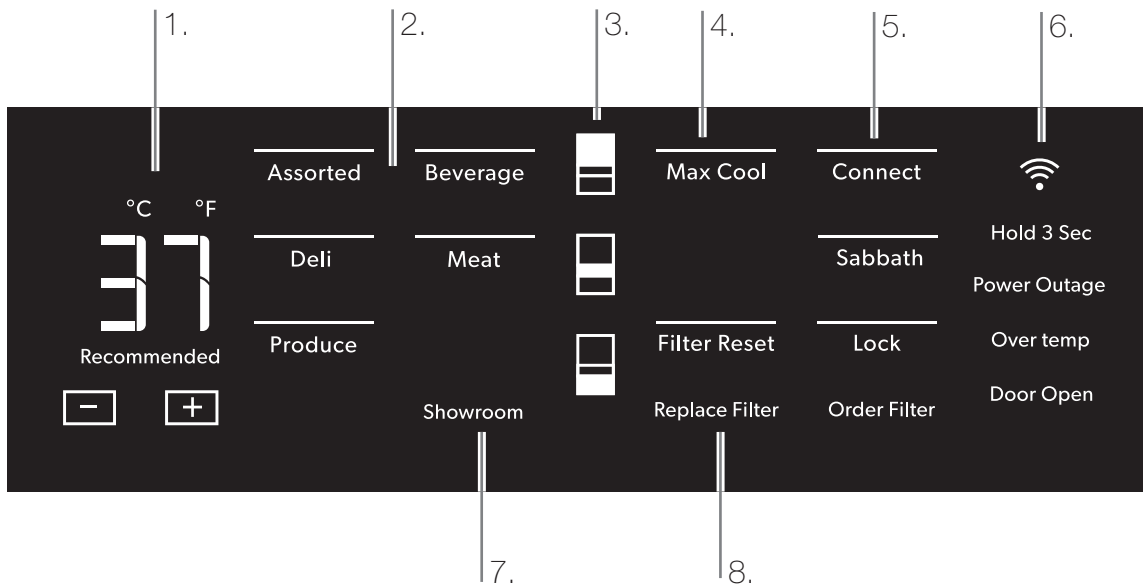 1. 2. 3. 4. 5. 6.
Assorted Beverage Max Cool Connect
°C °F
37
Hold 3 Sec
Deli Meat Sabbath
Power Outage
Produce Filter Reset Lock Over temp
Recommended
- +
Showroom Replace Filter Order Filter Door Open
7. 8.